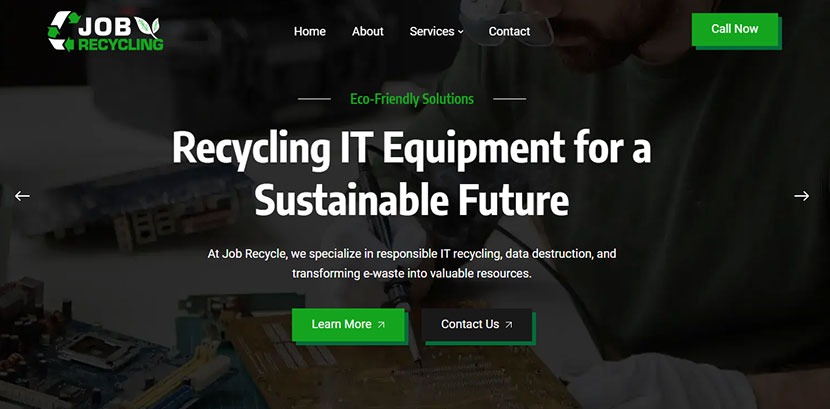 JOB
RECYCLING
Home
About
Services
Contact
Call Now
Eco-Friendly Solutions
Recycling IT Equipment for a
Sustainable Future
At Job Recycle, we specialize in responsible IT recycling, data destruction, and
transforming e-waste into valuable resources.
Learn More
Contact Us